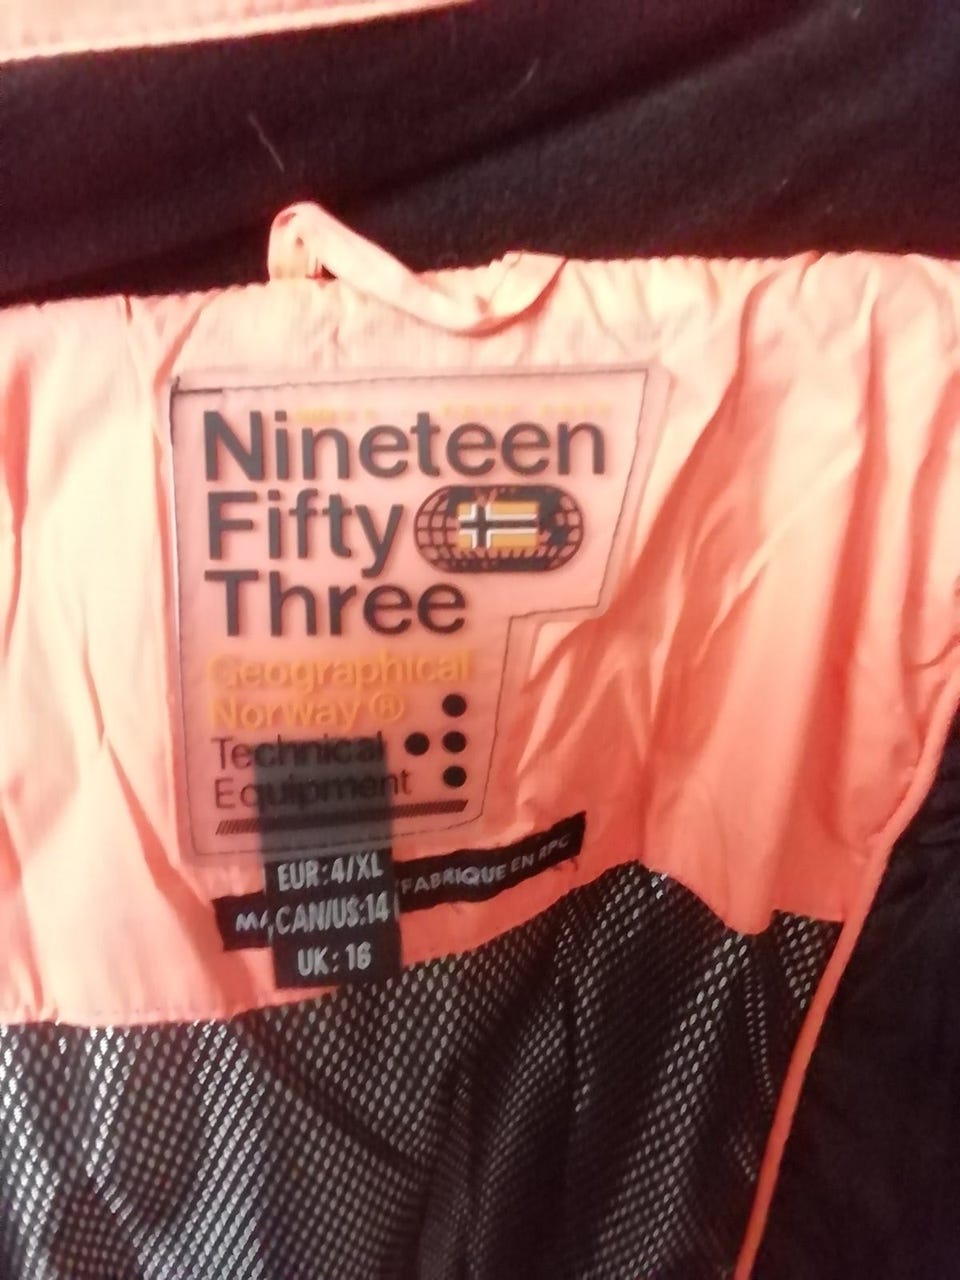 Nineteen
Fifty
Three
Geographical
Norway ®
Technical
Equipment
EUR:4/XL
CAN/US:14
UK: 16
FABRIQUE EN RPC